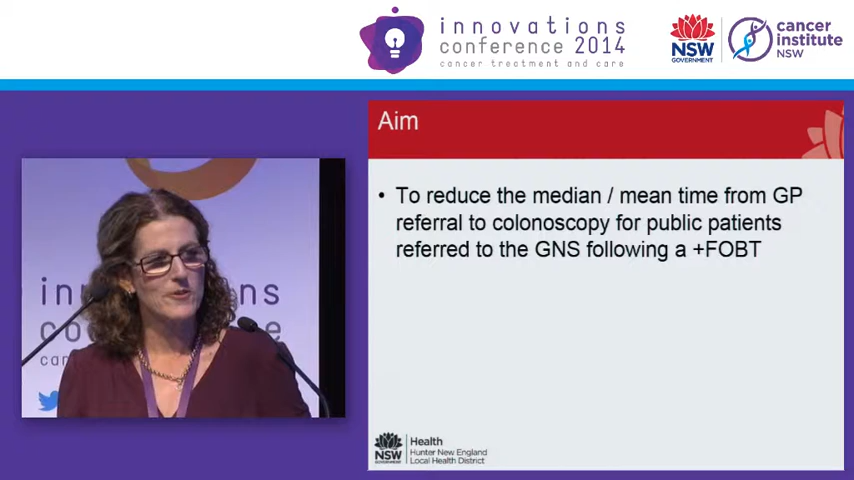 innovations
conference 2014
cancer treatment and care
NSW
GOVERNMENT
cancer
institute
NSW
Aim
• To reduce the median / mean time from GP
referral to colonoscopy for public patients
referred to the GNS following a +FOBT
NSW
GOVERNMENT
Health
Hunter New England
Local Health District